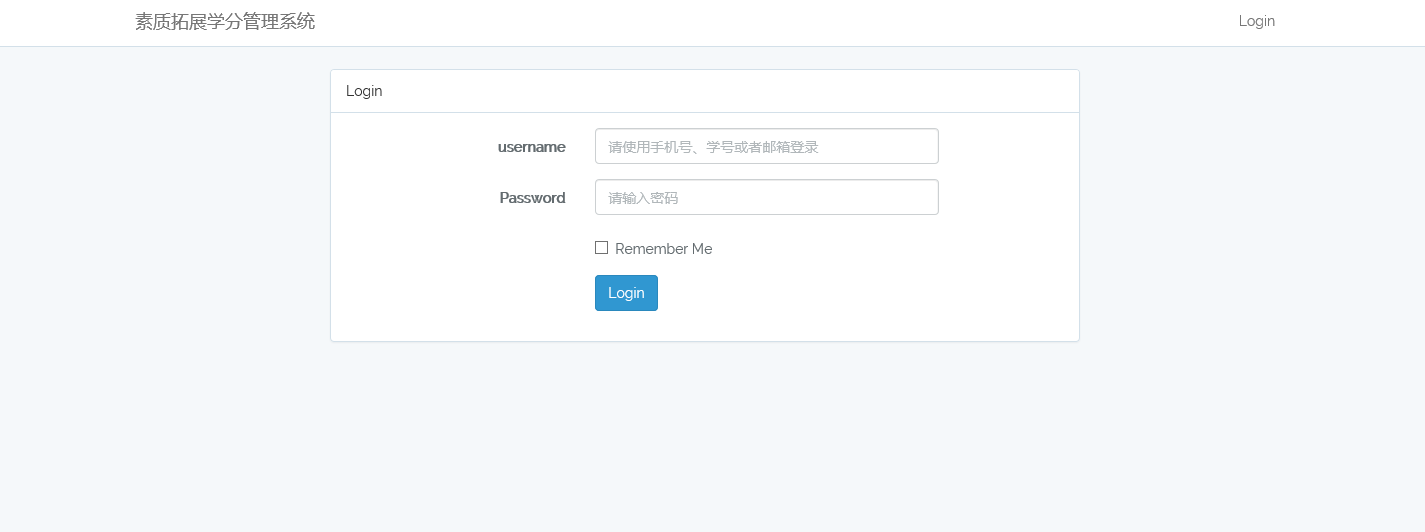 素质拓展学分管理系统
Login
Login
username
请使用手机号、学号或者邮箱登录
Password
请输入密码
Remember Me
Login